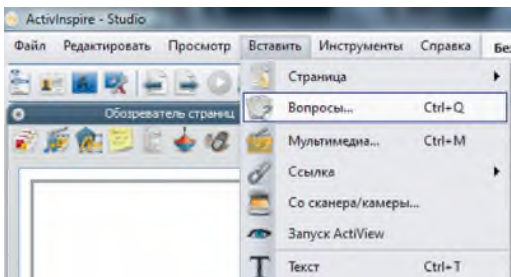 ActivInspire - Studio
Файл Редактировать Просмотр Вставить Инструменты Справка Без
Страница
Вопросы... Ctrl+Q
Обозреватель страниц
Мультимедиа... Ctrl+M
Ссылка
Со сканера/камеры...
Запуск ActiView
Текст Ctrl+T